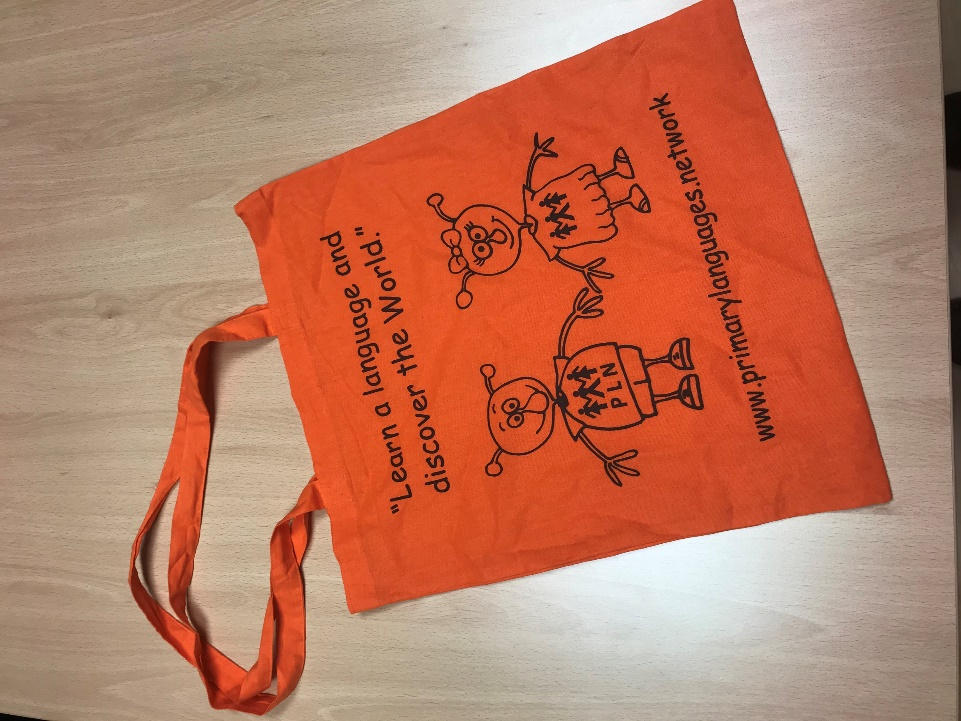 "Learn a language and
discover the World."
PLN
www.primarylanguages.network